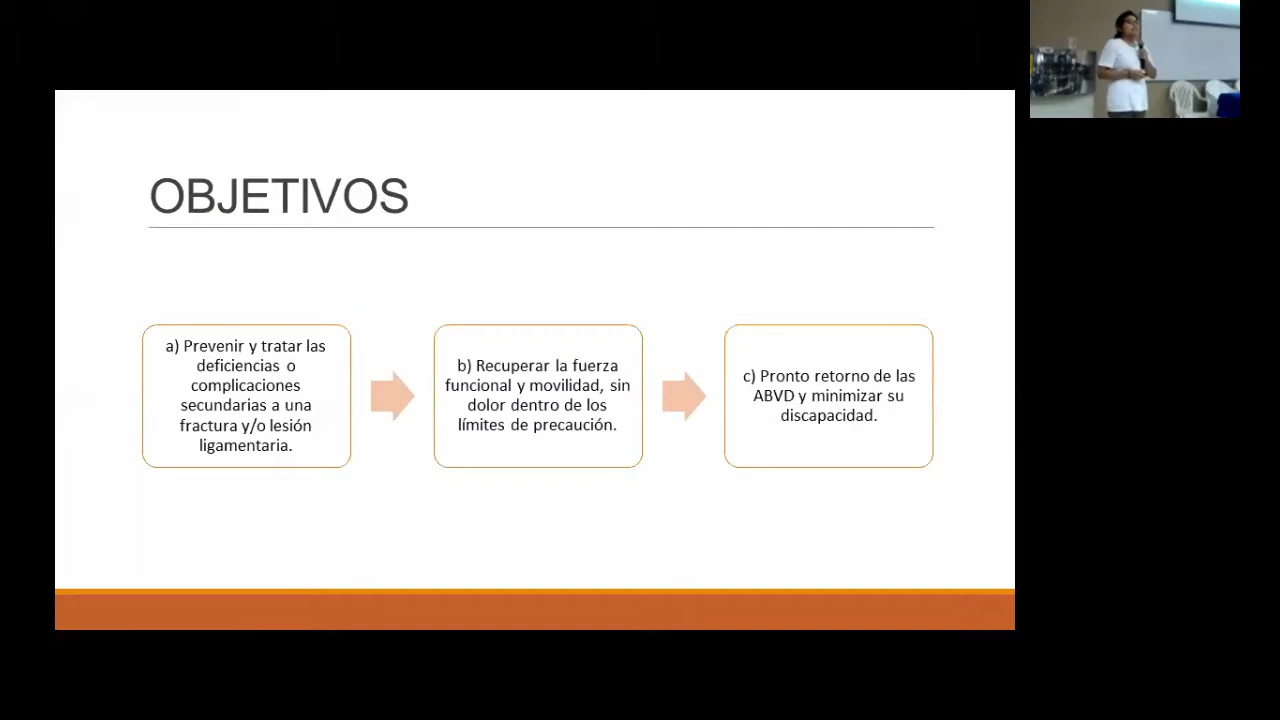 OBJETIVOS
a) Prevenir y tratar las
deficiencias o
complicaciones
secundarias a una
fractura y/o lesión
ligamentaria.
b) Recuperar la fuerza
funcional y movilidad, sin
dolor dentro de los
límites de precaución.
c) Pronto retorno de las
ABVD y minimizar su
discapacidad.